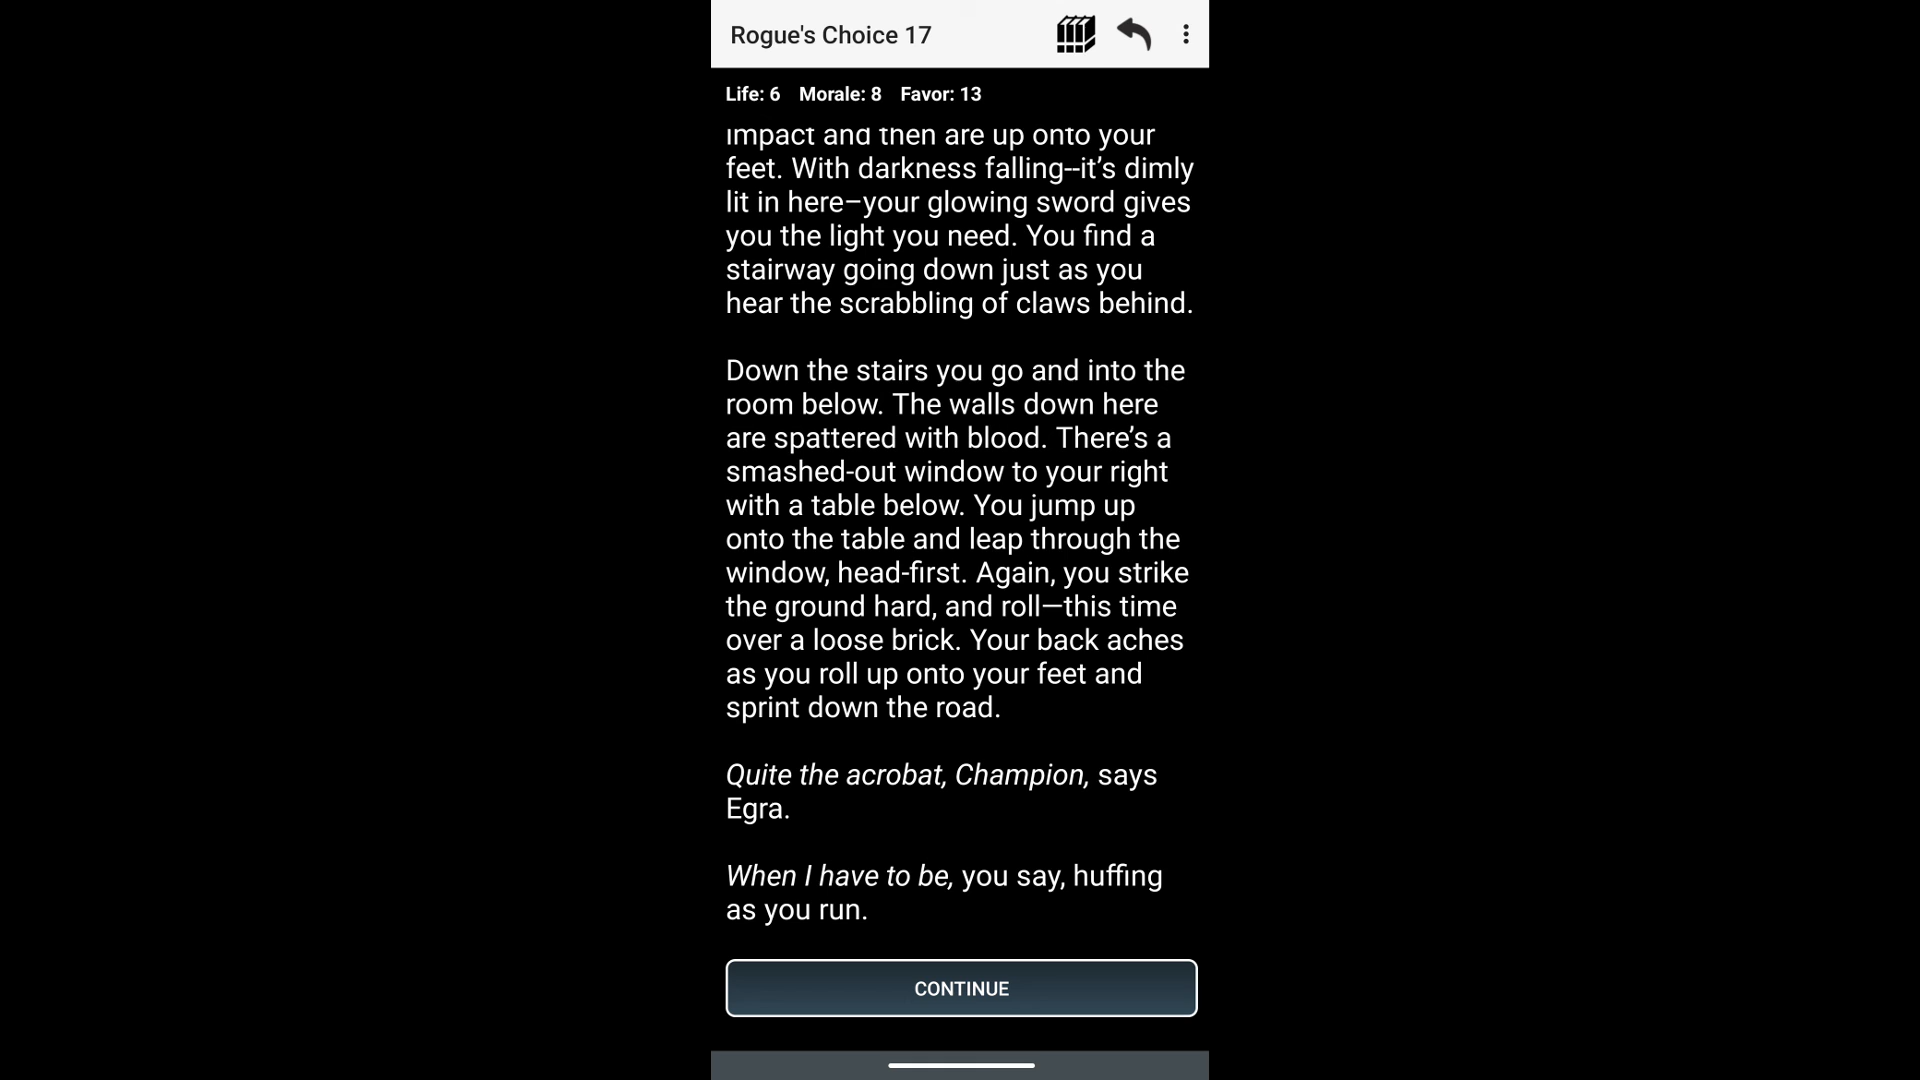 Rogue's Choice 17
Life: 6 Morale: 8 Favor: 13
impact and then are up onto your
feet. With darkness falling--it’s dimly
lit in here–your glowing sword gives
you the light you need. You find a
stairway going down just as you
hear the scrabbling of claws behind.
Down the stairs you go and into the
room below. The walls down here
are spattered with blood. There’s a
smashed-out window to your right
with a table below. You jump up
onto the table and leap through the
window, head-first. Again, you strike
the ground hard, and roll—this time
over a loose brick. Your back aches
as you roll up onto your feet and
sprint down the road.
Quite the acrobat, Champion, says
Egra.
When I have to be, you say, huffing
as you run.
CONTINUE